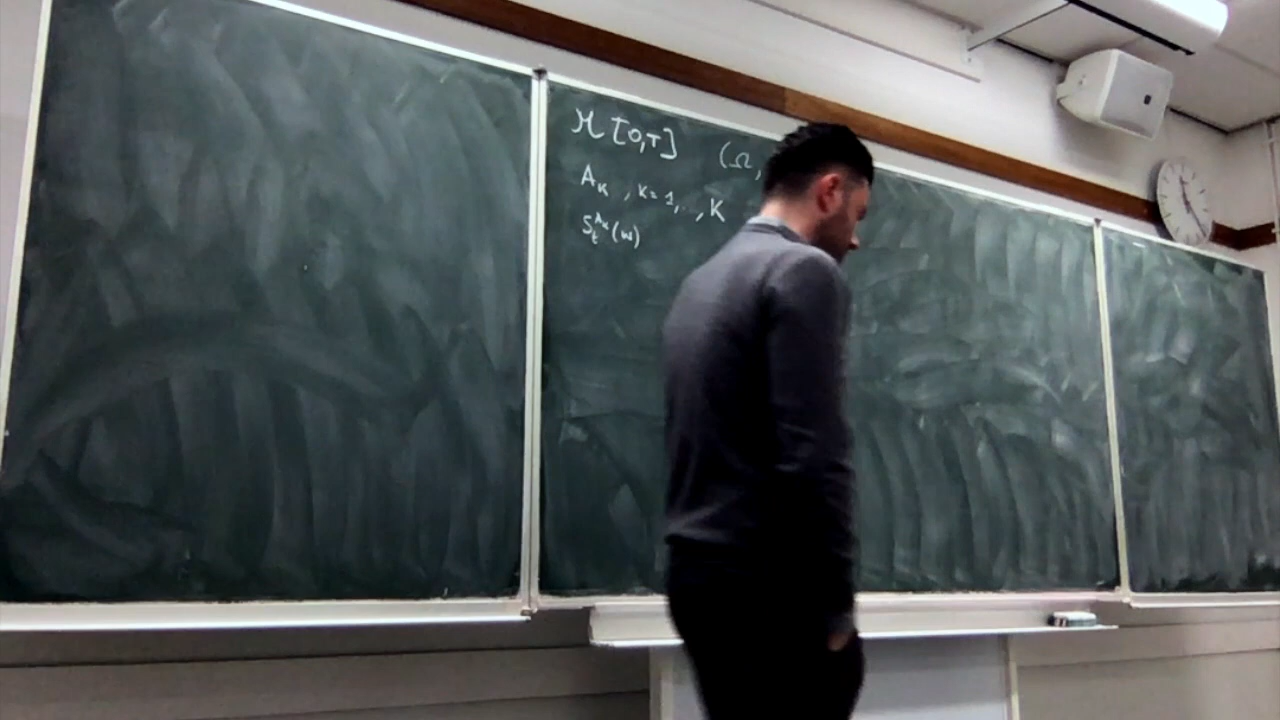 ℳ [0,T] (Ω,
A_k , k=1,..,K
S_t^{A_k}(ω)